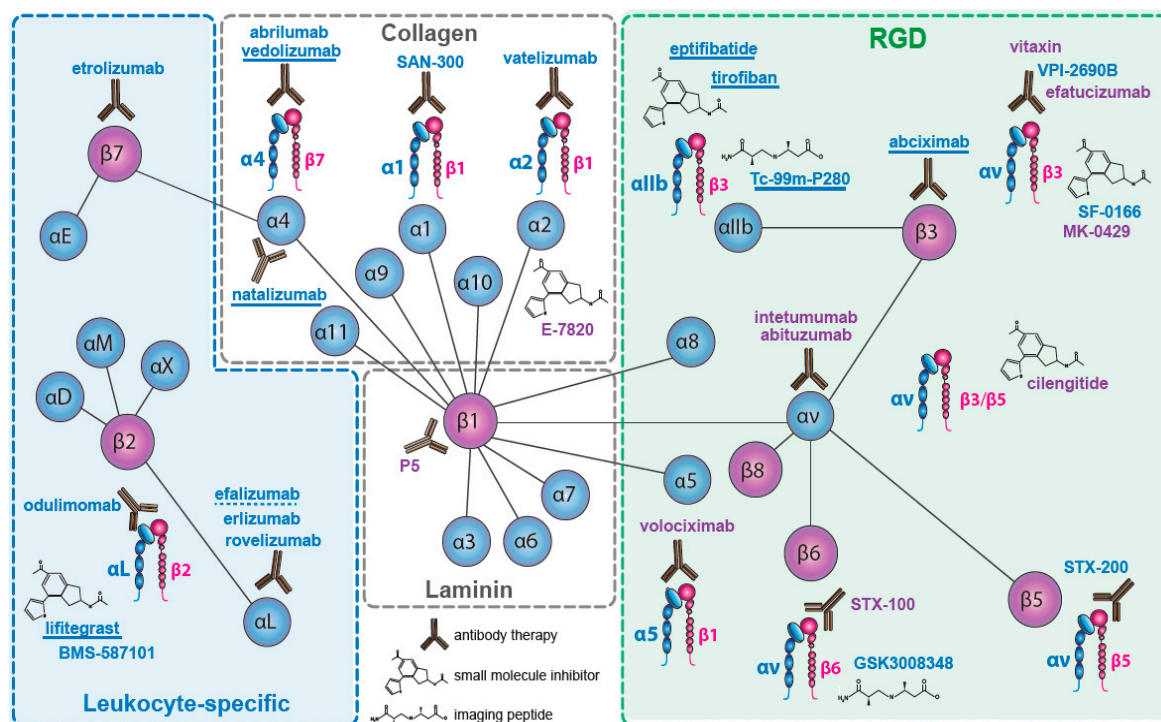 Collagen
RGD
abrilumab
vedolizumab
SAN-300
vatelizumab
etrolizumab
β7
αE
α4
β7
α1
β1
α2
β1
α4
α1
α2
α9
α10
α11
natalizumab
E-7820
eptifibatide
tirofiban
αIIb
β3
H₂N
O
Tc-99m-P280
abciximab
αIIb
β3
vitaxin
VPI-2690B
efatucizumab
αv
β3
SF-0166
MK-0429
αM
αX
αD
β2
odulimomab
efalizumab
erlizumab
rovelizumab
αL
β2
αL
lifitegrast
BMS-587101
Leukocyte-specific
β1
P5
α7
α3
α6
Laminin
α8
intetumumab
abituzumab
αv
αv
β3/β5
cilengitide
β8
α5
β6
β5
volociximab
α5
β1
STX-100
αv
β6
GSK3008348
H₂N
O
STX-200
αv
β5
antibody therapy
small molecule inhibitor
H₂N
O
imaging peptide